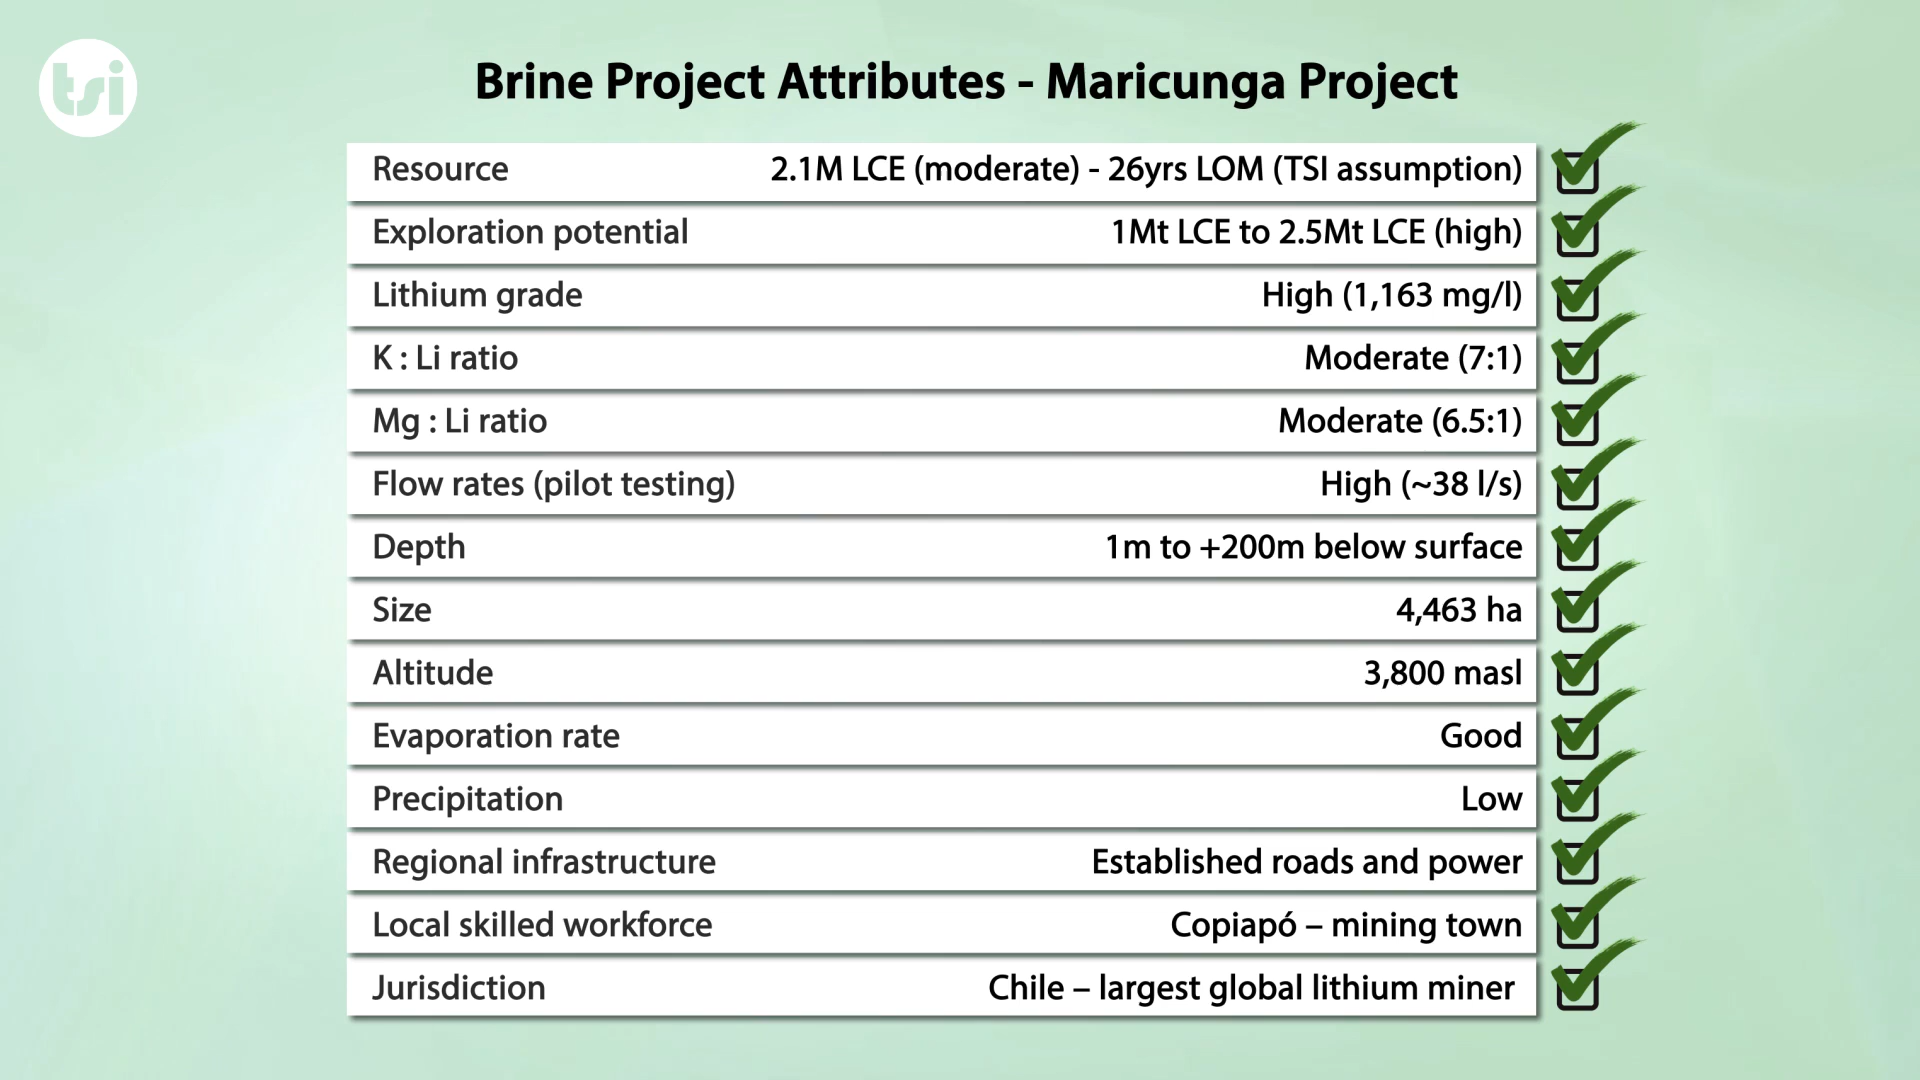 tsi
Brine Project Attributes - Maricunga Project
Resource 2.1M LCE (moderate) - 26yrs LOM (TSI assumption)
Exploration potential 1Mt LCE to 2.5Mt LCE (high)
Lithium grade High (1,163 mg/l)
K : Li ratio Moderate (7:1)
Mg : Li ratio Moderate (6.5:1)
Flow rates (pilot testing) High (~38 l/s)
Depth 1m to +200m below surface
Size 4,463 ha
Altitude 3,800 masl
Evaporation rate Good
Precipitation Low
Regional infrastructure Established roads and power
Local skilled workforce Copiapó – mining town
Jurisdiction Chile – largest global lithium miner